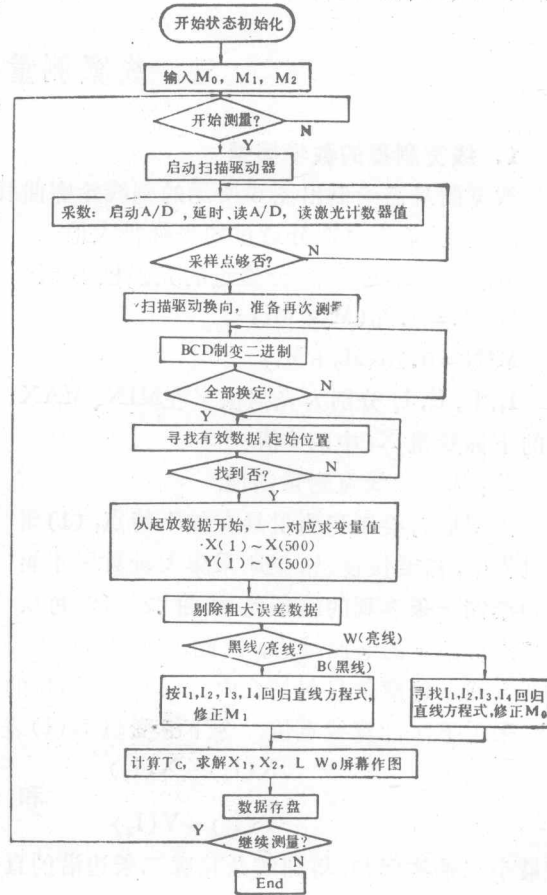 开始状态初始化
输入M₀，M₁，M₂
开始测量?
N
Y
启动扫描驱动器
采数：启动A/D，延时、读A/D，读激光计数器值
采样点够否?
N
扫描驱动换向，准备再次测量
BCD制变二进制
全部换定?
N
Y
寻找有效数据，起始位置
找到否?
N
Y
从起放数据开始，一一对应求变量值
X(1)~X(500)
Y(1)~Y(500)
剔除粗大误差数据
黑线/亮线?
W(亮线)
B(黑线)
按I₁,I₂,I₃,I₄回归直线方程式，
修正M₁
寻找I₁,I₂,I₃,I₄回归
直线方程式，修正M₀
计算T_C，求解X₁，X₂，L W₀屏幕作图
数据存盘
Y
继续测量?
N
End